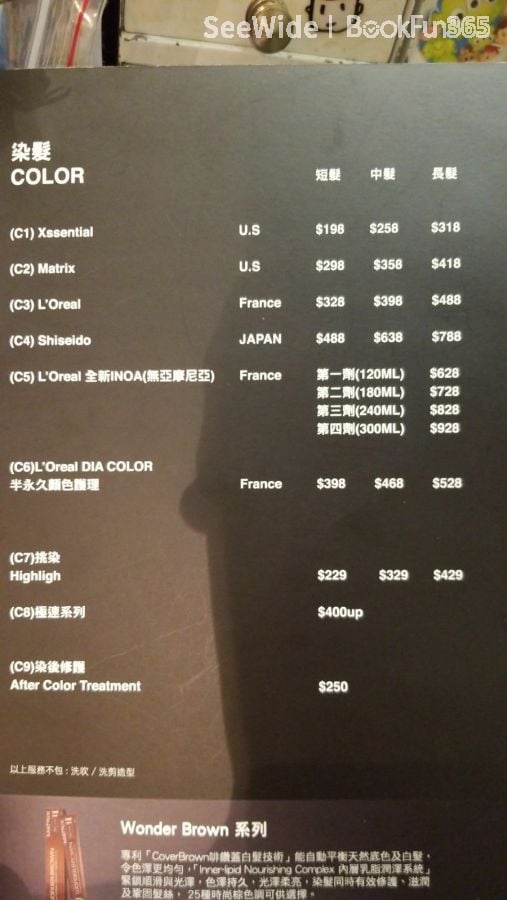 SeeWide | BookFun365
染髮
COLOR 短髮 中髮 長髮
(C1) Xssential U.S $198 $258 $318
(C2) Matrix U.S $298 $358 $418
(C3) L'Oreal France $328 $398 $488
(C4) Shiseido JAPAN $488 $638 $788
(C5) L'Oreal 全新INOA(無亞摩尼亞) France 第一劑(120ML) $628
第二劑(180ML) $728
第三劑(240ML) $828
第四劑(300ML) $928
(C6)L'Oreal DIA COLOR
半永久顏色護理 France $398 $468 $528
(C7)挑染
Highligh $229 $329 $429
(C8)極速系列 $400up
(C9)染後修護
After Color Treatment $250
以上服務不包 : 洗吹 / 洗剪造型
Wonder Brown 系列
專利「CoverBrown啡鑽蓋白髮技術」能自動平衡天然底色及白髮，
令色澤更均勻，「Inner-lipid Nourishing Complex 內層乳脂潤澤系統」
緊鎖順滑與光澤，色澤持久，光澤柔亮，染髮同時有效修護、滋潤
及鞏固髮絲， 25種時尚棕色調可供選擇。